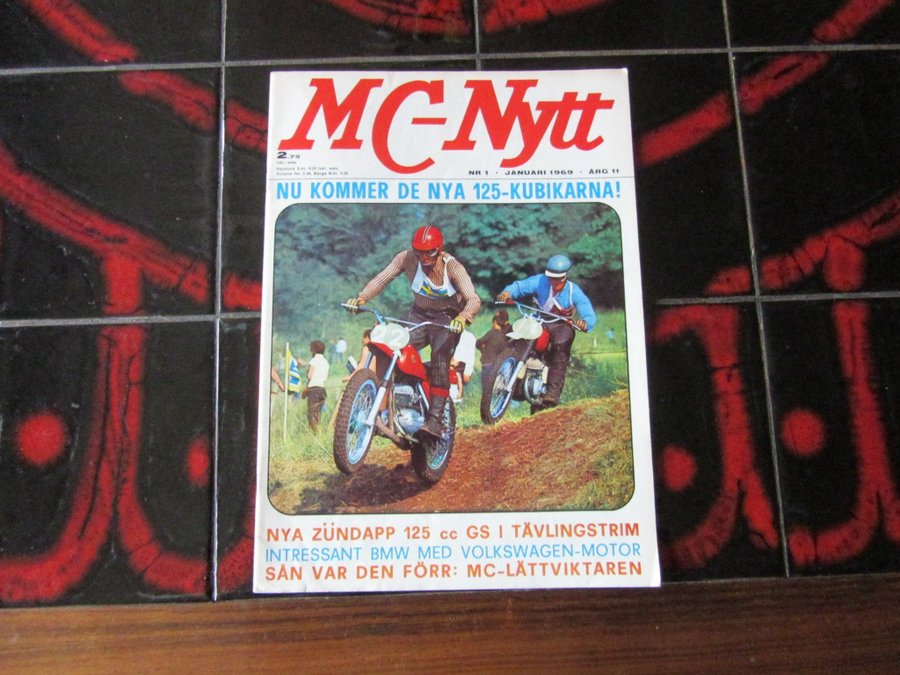 MC-Nytt
2.75
NR 1 · JANUARI 1969 · ÅRG 11
NU KOMMER DE NYA 125-KUBIKARNA!
NYA ZÜNDAPP 125 cc GS I TÄVLINGSTRIM
INTRESSANT BMW MED VOLKSWAGEN-MOTOR
SÅN VAR DEN FÖRR: MC-LÄTTVIKTAREN